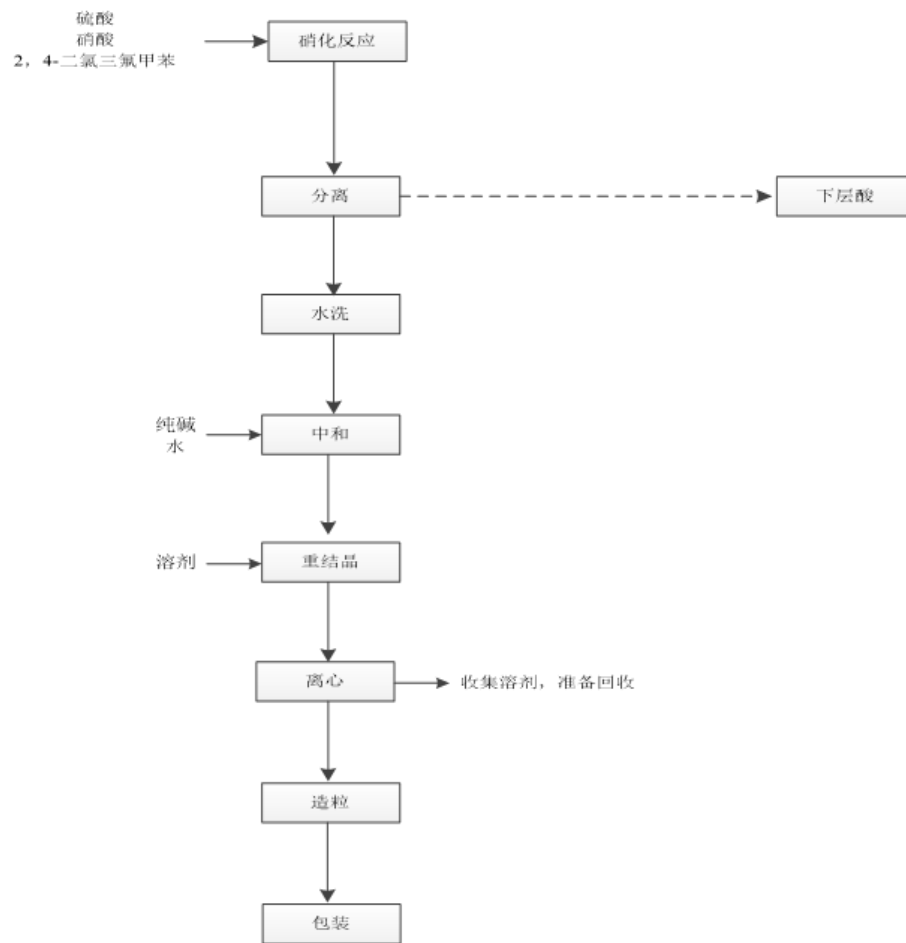 硫酸
硝酸
2，4-二氯三氟甲苯
硝化反应
分离
下层酸
水洗
纯碱
水
中和
溶剂
重结晶
离心
收集溶剂，准备回收
造粒
包装